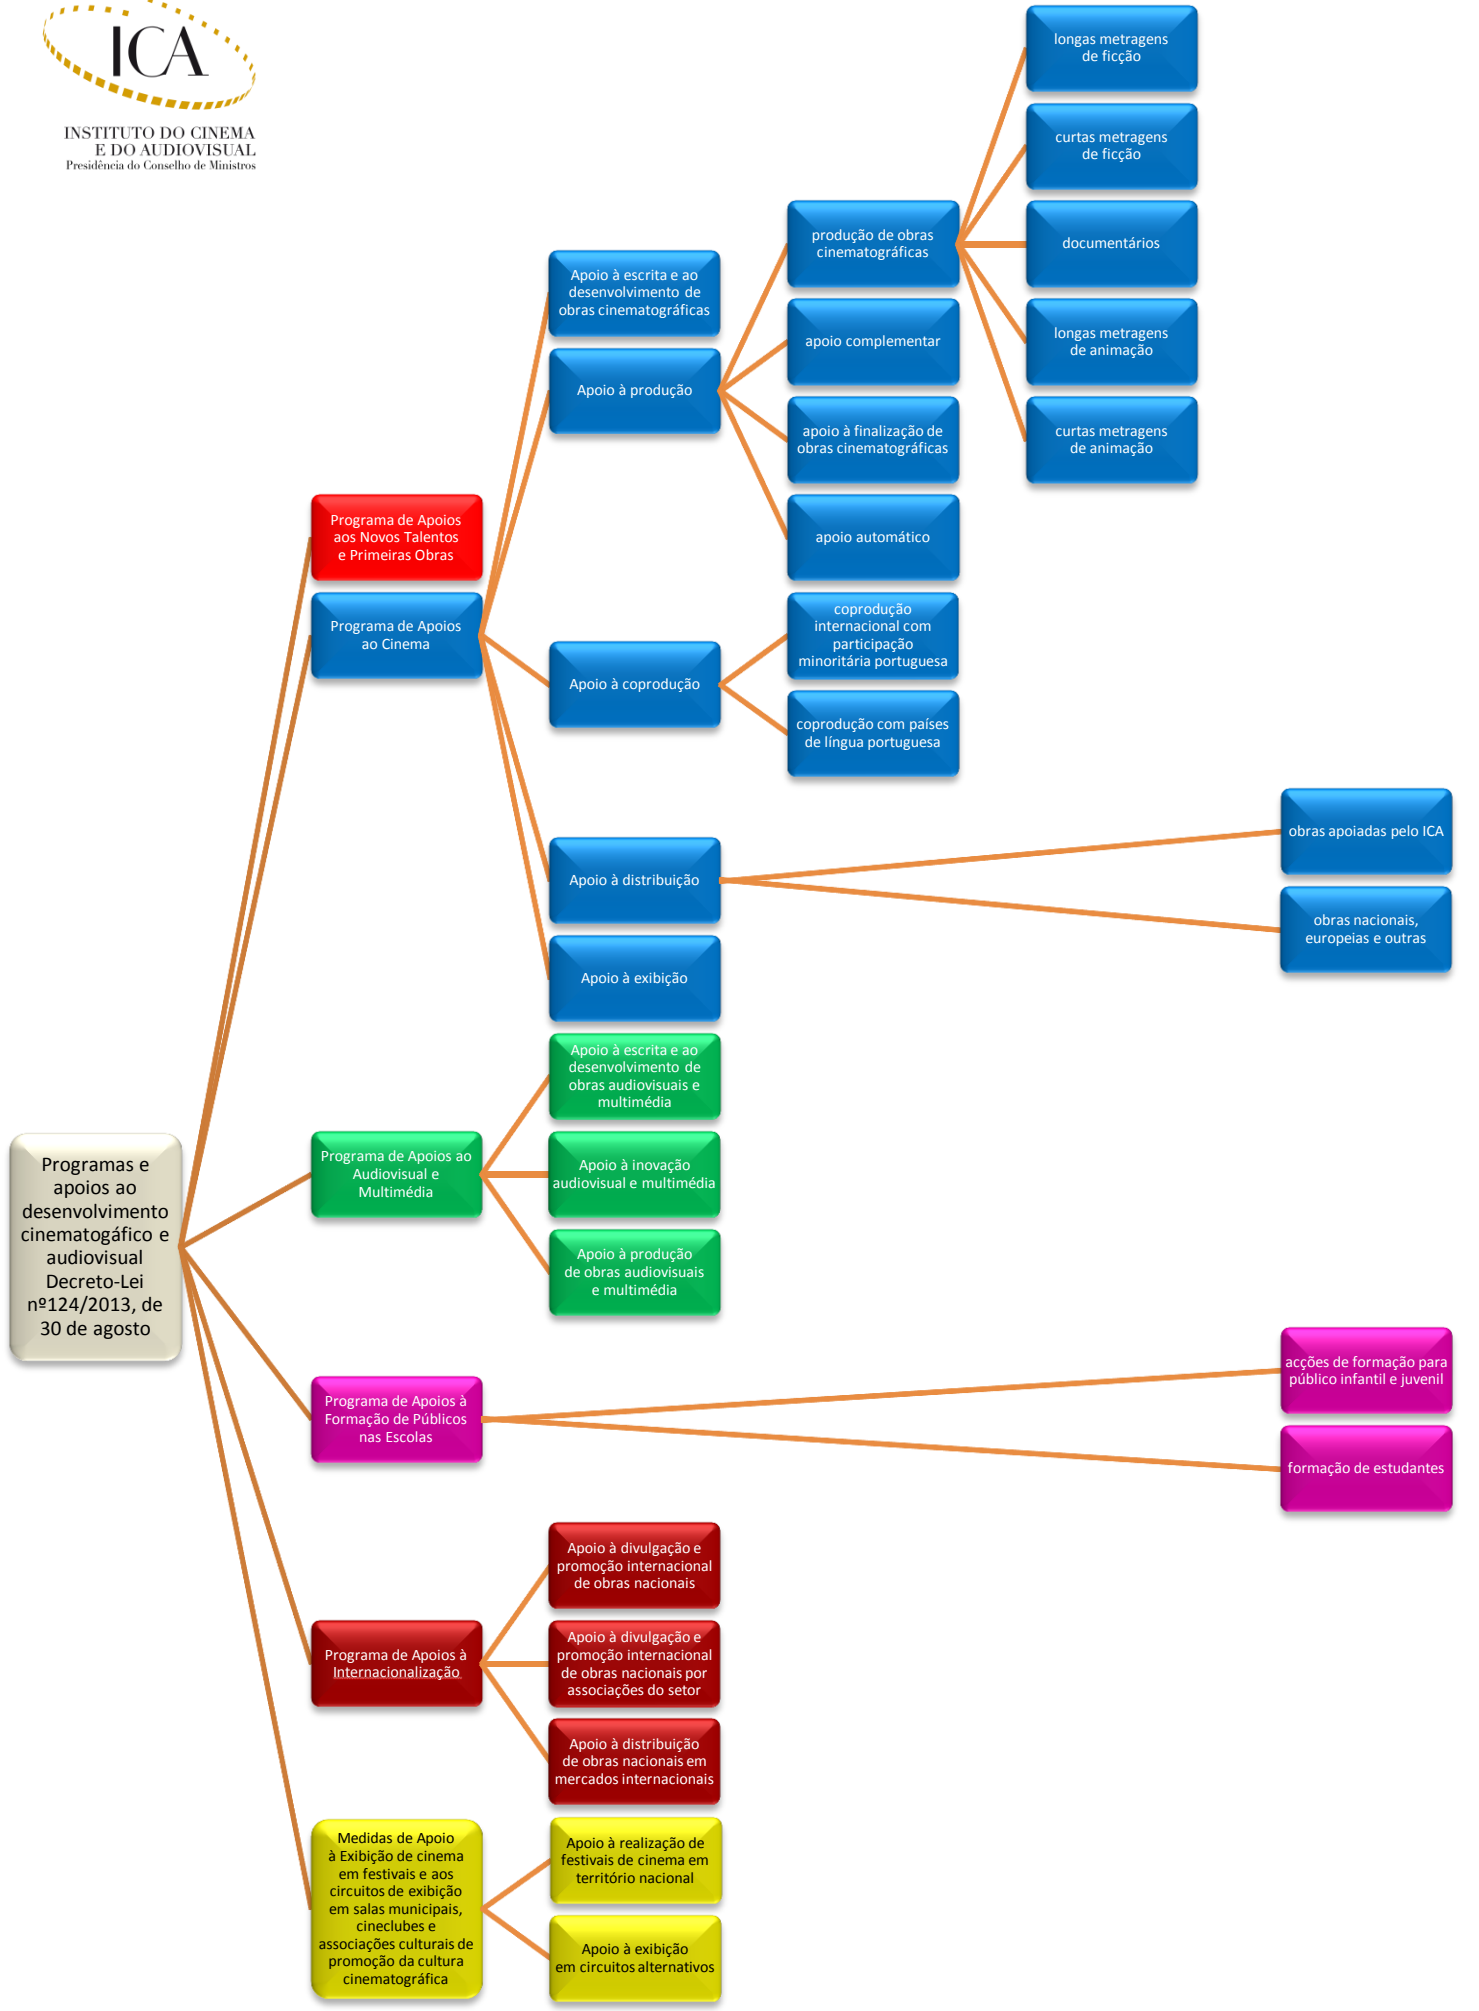 ICA
INSTITUTO DO CINEMA
E DO AUDIOVISUAL
Presidência do Conselho de Ministros
Programas e
apoios ao
desenvolvimento
cinematogáfico e
audiovisual
Decreto-Lei
nº124/2013, de
30 de agosto
Programa de Apoios
aos Novos Talentos
e Primeiras Obras
Programa de Apoios
ao Cinema
Apoio à escrita e ao
desenvolvimento de
obras cinematográficas
Apoio à produção
produção de obras
cinematográficas
longas metragens
de ficção
curtas metragens
de ficção
documentários
longas metragens
de animação
curtas metragens
de animação
apoio complementar
apoio à finalização de
obras cinematográficas
apoio automático
Apoio à coprodução
coprodução
internacional com
participação
minoritária portuguesa
coprodução com países
de língua portuguesa
Apoio à distribuição
obras apoiadas pelo ICA
obras nacionais,
europeias e outras
Apoio à exibição
Programa de Apoios ao
Audiovisual e
Multimédia
Apoio à escrita e ao
desenvolvimento de
obras audiovisuais e
multimédia
Apoio à inovação
audiovisual e multimédia
Apoio à produção
de obras audiovisuais
e multimédia
Programa de Apoios à
Formação de Públicos
nas Escolas
acções de formação para
público infantil e juvenil
formação de estudantes
Programa de Apoios à
Internacionalização
Apoio à divulgação e
promoção internacional
de obras nacionais
Apoio à divulgação e
promoção internacional
de obras nacionais por
associações do setor
Apoio à distribuição
de obras nacionais em
mercados internacionais
Medidas de Apoio
à Exibição de cinema
em festivais e aos
circuitos de exibição
em salas municipais,
cineclubes e
associações culturais de
promoção da cultura
cinematográfica
Apoio à realização de
festivais de cinema em
território nacional
Apoio à exibição
em circuitos alternativos